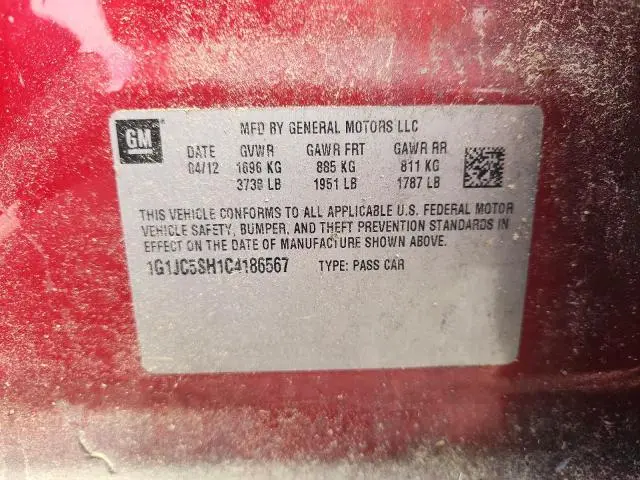 GM
MFD BY GENERAL MOTORS LLC
DATE GVWR GAWR FRT GAWR RR
04/12 1696 KG 885 KG 811 KG
3739 LB 1951 LB 1787 LB
THIS VEHICLE CONFORMS TO ALL APPLICABLE U.S. FEDERAL MOTOR
VEHICLE SAFETY, BUMPER, AND THEFT PREVENTION STANDARDS IN
EFFECT ON THE DATE OF MANUFACTURE SHOWN ABOVE.
1G1JC5SH1C4186567 TYPE: PASS CAR